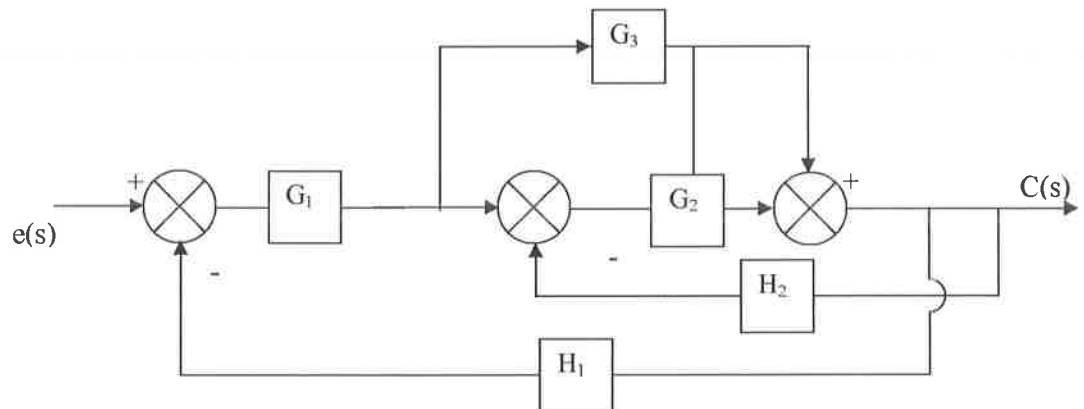 G₃
+
G₁
G₂
+
C(s)
e(s)
-
-
H₂
H₁